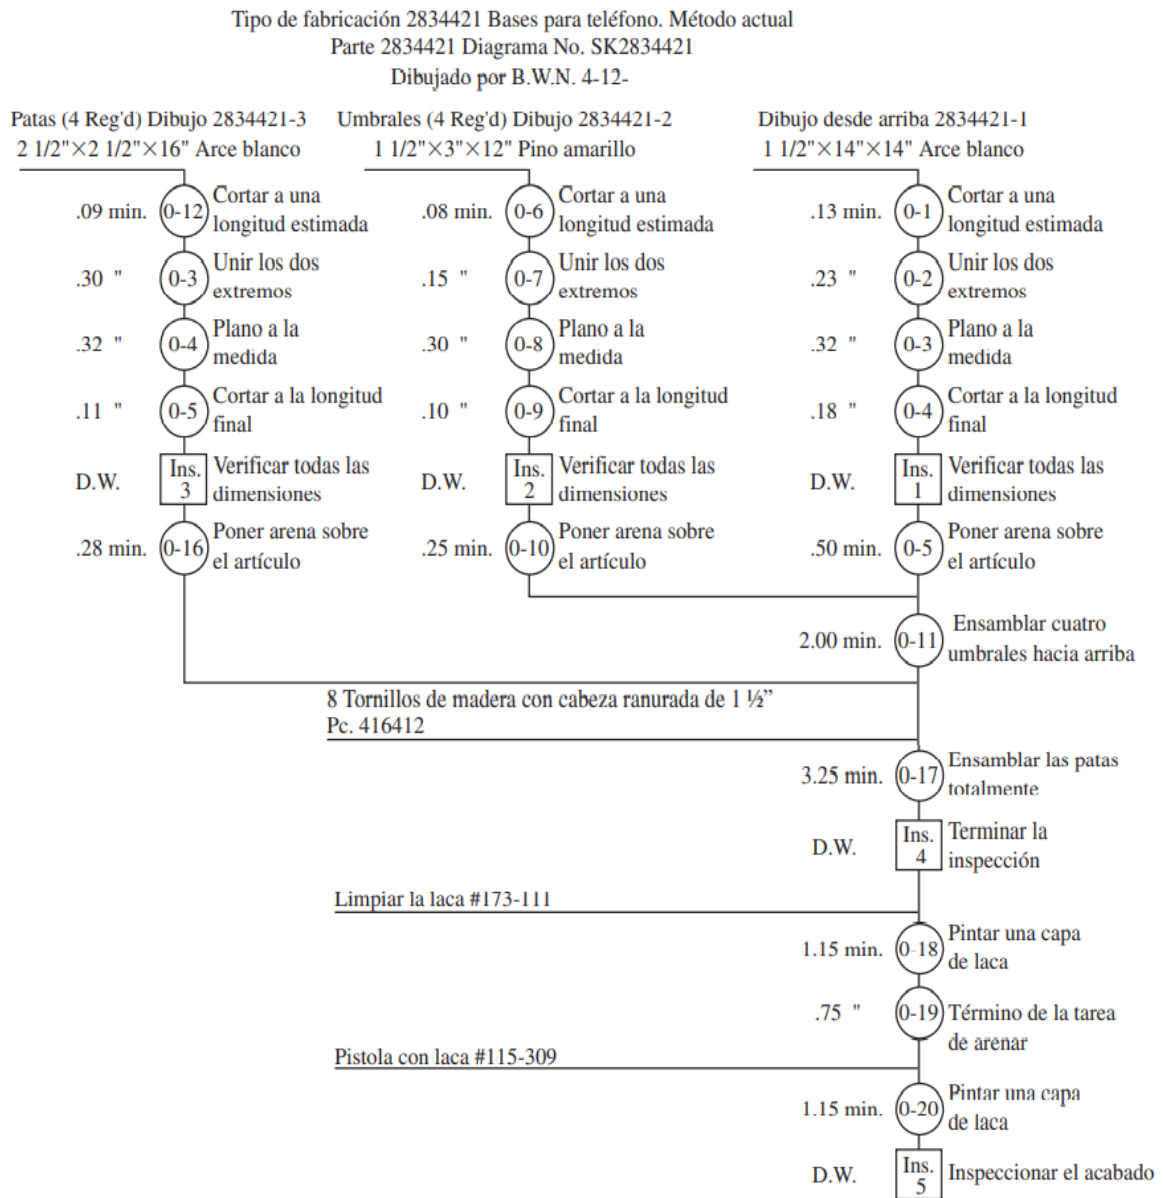 Tipo de fabricación 2834421 Bases para teléfono. Método actual
Parte 2834421 Diagrama No. SK2834421
Dibujado por B.W.N. 4-12-
Patas (4 Reg'd) Dibujo 2834421-3
2 1/2"×2 1/2"×16" Arce blanco
.09 min. 0-12 Cortar a una
longitud estimada
.30 " 0-3 Unir los dos
extremos
.32 " 0-4 Plano a la
medida
.11 " 0-5 Cortar a la longitud
final
D.W. Ins. 3 Verificar todas las
dimensiones
.28 min. 0-16 Poner arena sobre
el artículo
Umbrales (4 Reg'd) Dibujo 2834421-2
1 1/2"×3"×12" Pino amarillo
.08 min. 0-6 Cortar a una
longitud estimada
.15 " 0-7 Unir los dos
extremos
.30 " 0-8 Plano a la
medida
.10 " 0-9 Cortar a la longitud
final
D.W. Ins. 2 Verificar todas las
dimensiones
.25 min. 0-10 Poner arena sobre
el artículo
Dibujo desde arriba 2834421-1
1 1/2"×14"×14" Arce blanco
.13 min. 0-1 Cortar a una
longitud estimada
.23 " 0-2 Unir los dos
extremos
.32 " 0-3 Plano a la
medida
.18 " 0-4 Cortar a la longitud
final
D.W. Ins. 1 Verificar todas las
dimensiones
.50 min. 0-5 Poner arena sobre
el artículo
2.00 min. 0-11 Ensamblar cuatro
umbrales hacia arriba
8 Tornillos de madera con cabeza ranurada de 1 ½”
Pc. 416412
3.25 min. 0-17 Ensamblar las patas
totalmente
D.W. Ins. 4 Terminar la
inspección
Limpiar la laca #173-111
1.15 min. 0-18 Pintar una capa
de laca
.75 " 0-19 Término de la tarea
de arenar
Pistola con laca #115-309
1.15 min. 0-20 Pintar una capa
de laca
D.W. Ins. 5 Inspeccionar el acabado